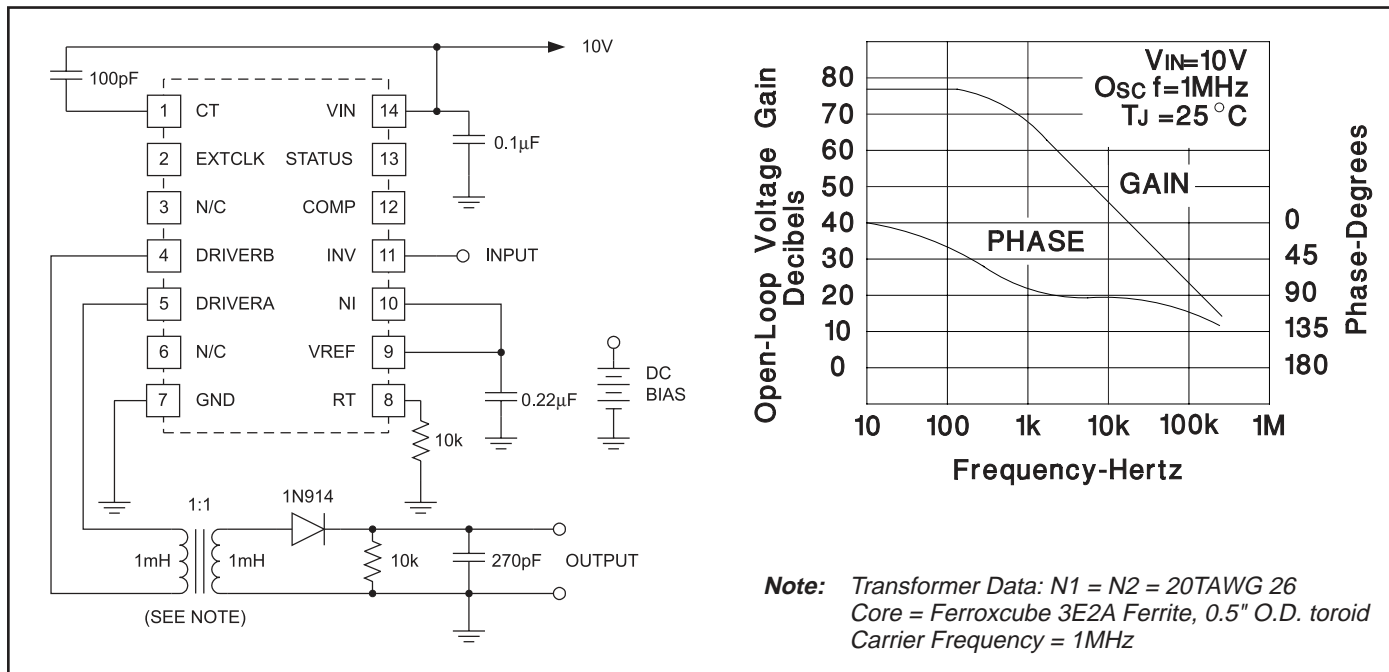 10V
100pF
1 CT VIN 14
0.1µF
2 EXTCLK STATUS 13
3 N/C COMP 12
4 DRIVERB INV 11 INPUT
5 DRIVERA NI 10
6 N/C VREF 9
7 GND RT 8
0.22µF
DC
BIAS
10k
1:1
1N914
1mH 1mH
10k
270pF
OUTPUT
(SEE NOTE)
VIN=10V
Osc f=1MHz
TJ =25°C
Open-Loop Voltage Gain
Decibels
80
70
60
50
40
30
20
10
0
GAIN
PHASE
0
45
90
135
180
Phase-Degrees
10 100 1k 10k 100k 1M
Frequency-Hertz
Note: Transformer Data: N1 = N2 = 20TAWG 26
Core = Ferroxcube 3E2A Ferrite, 0.5" O.D. toroid
Carrier Frequency = 1MHz